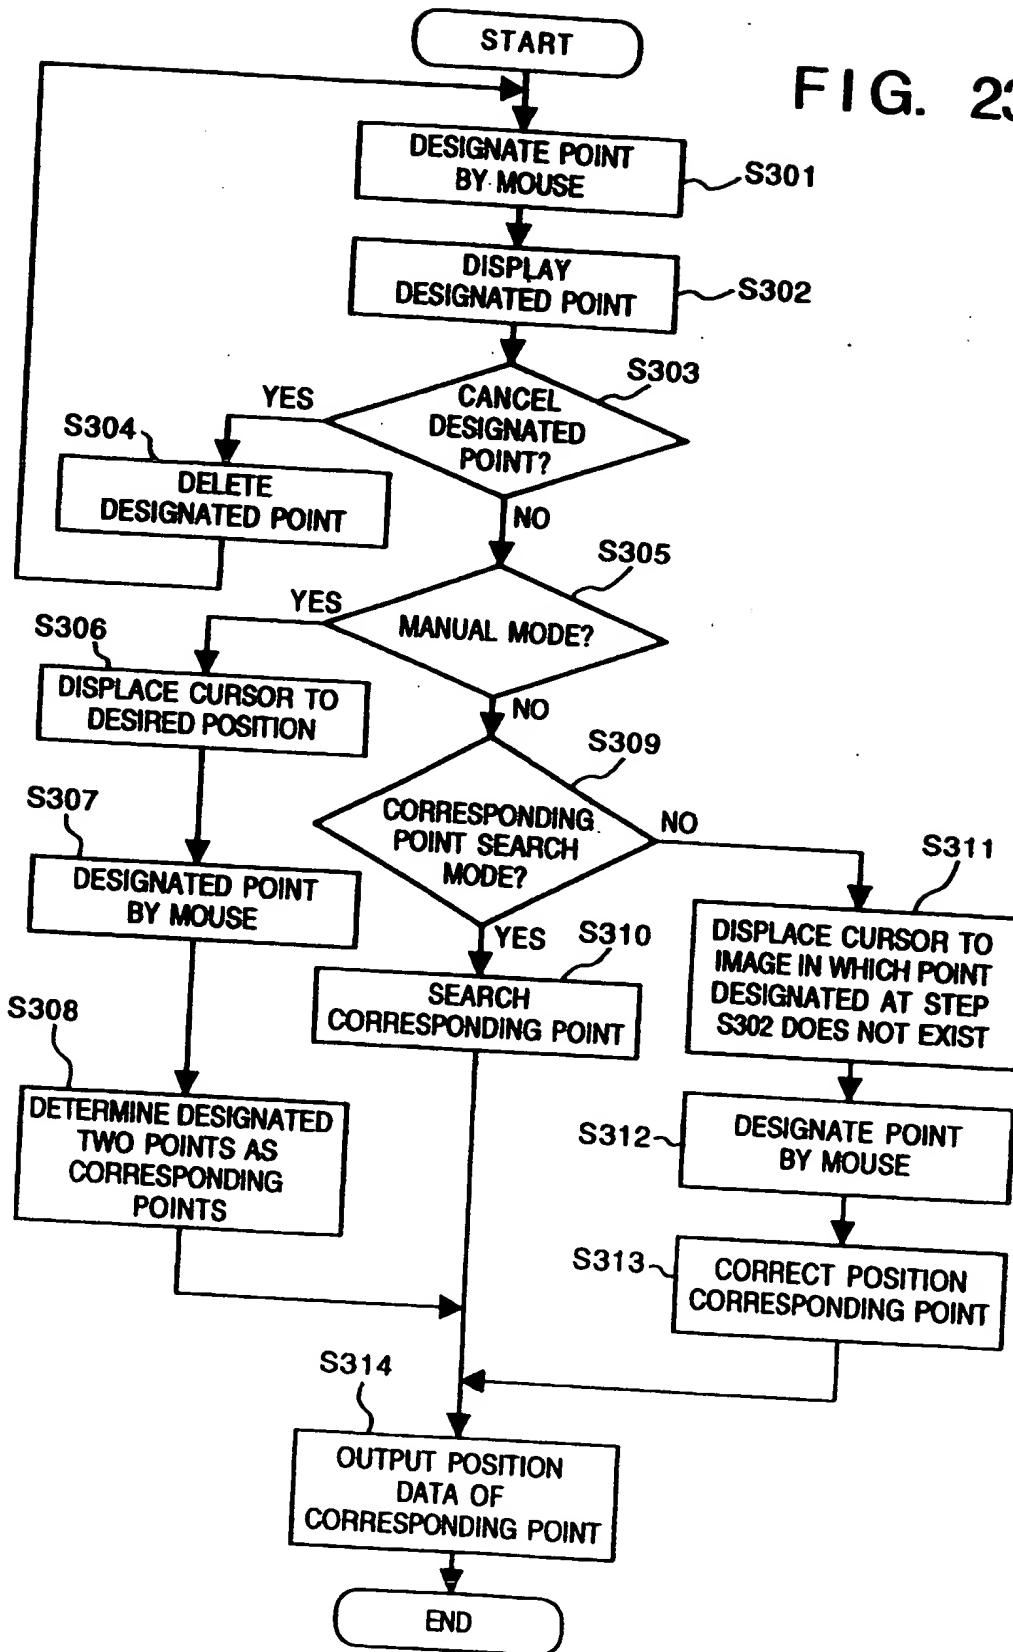 START
FIG. 23
DESIGNATE POINT
BY MOUSE
S301
DISPLAY
DESIGNATED POINT
S302
S303
YES
CANCEL
DESIGNATED
POINT?
S304
DELETE
DESIGNATED POINT
NO
S305
YES
MANUAL MODE?
S306
DISPLACE CURSOR TO
DESIRED POSITION
NO
S309
S307
CORRESPONDING
POINT SEARCH
MODE?
NO
S311
DESIGNATED POINT
BY MOUSE
YES
S310
DISPLACE CURSOR TO
IMAGE IN WHICH POINT
DESIGNATED AT STEP
S302 DOES NOT EXIST
SEARCH
CORRESPONDING POINT
S308
DETERMINE DESIGNATED
TWO POINTS AS
CORRESPONDING
POINTS
S312
DESIGNATE POINT
BY MOUSE
S313
CORRECT POSITION
CORRESPONDING POINT
S314
OUTPUT POSITION
DATA OF
CORRESPONDING POINT
END